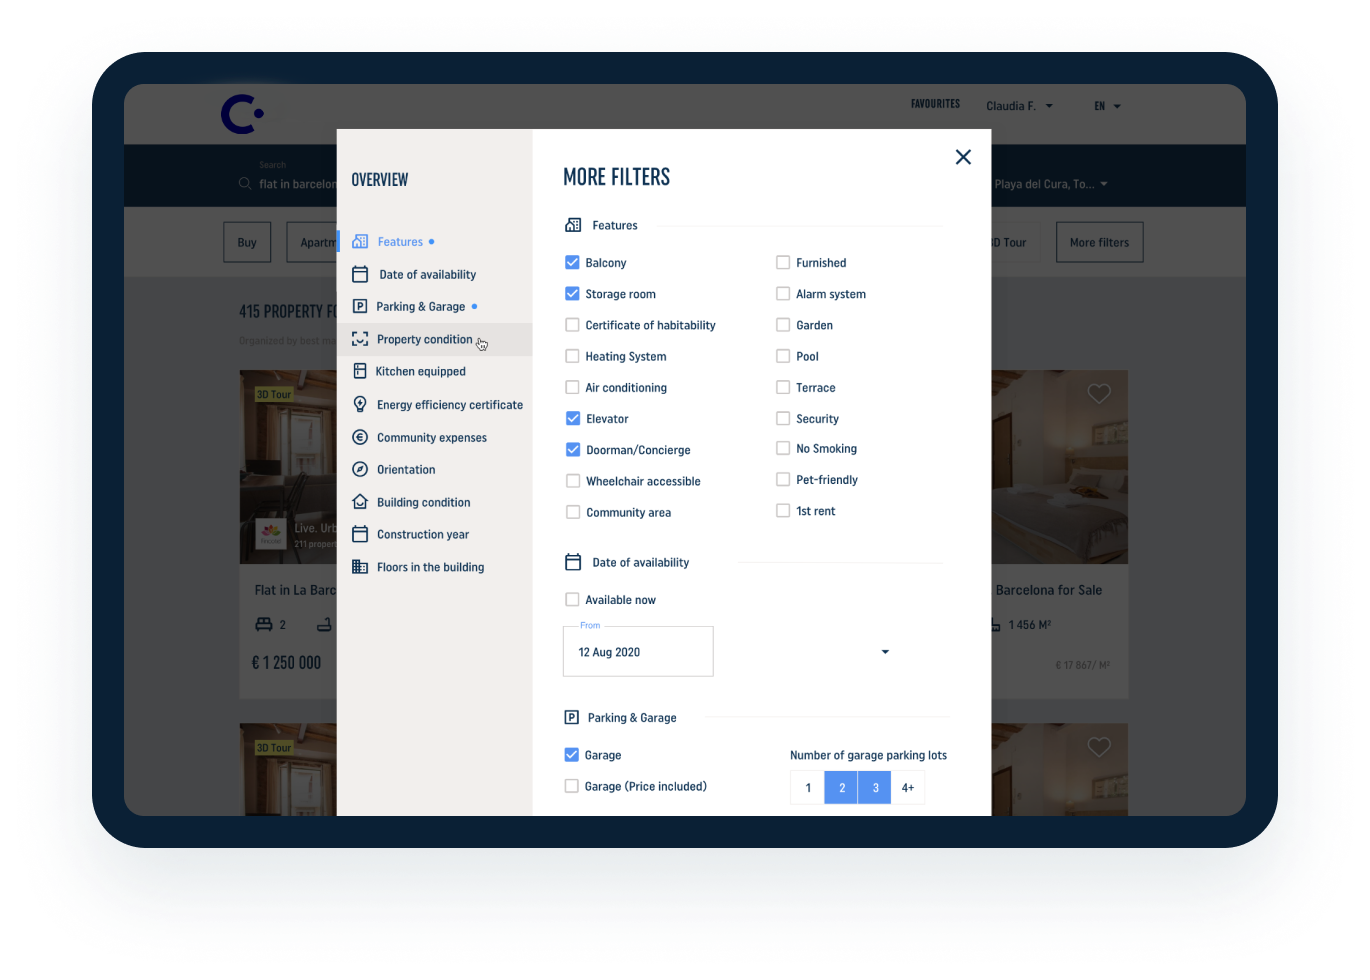 FAVOURITES
Claudia F.
EN
Search
flat in barcelon
Playa del Cura, To...
Buy
Apartm
3D Tour
More filters
415 PROPERTY FO
Organized by best ma
3D Tour
Live. Urb
211 propert
Flat in La Barc
2
€ 1 250 000
3D Tour
OVERVIEW
Features
Date of availability
Parking & Garage
Property condition
Kitchen equipped
Energy efficiency certificate
Community expenses
Orientation
Building condition
Construction year
Floors in the building
MORE FILTERS
Features
Balcony
Storage room
Certificate of habitability
Heating System
Air conditioning
Elevator
Doorman/Concierge
Wheelchair accessible
Community area
Furnished
Alarm system
Garden
Pool
Terrace
Security
No Smoking
Pet-friendly
1st rent
Date of availability
Available now
From
12 Aug 2020
Parking & Garage
Garage
Garage (Price included)
Number of garage parking lots
1 2 3 4+
Barcelona for Sale
1 456 M²
€ 17 867/ M²